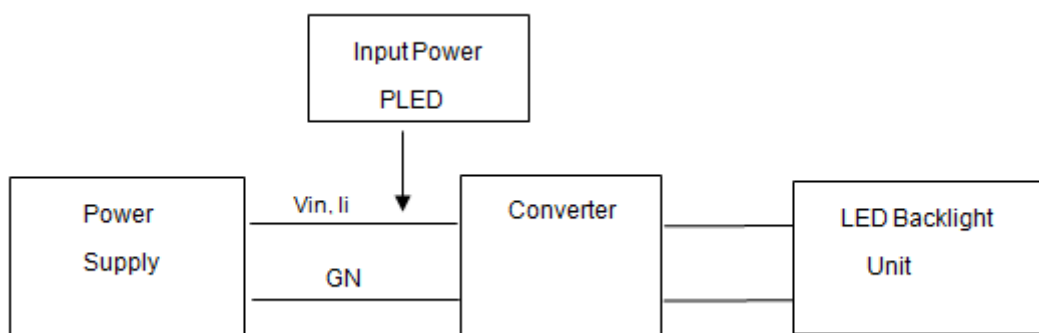 Input Power
PLED
Power
Supply
Vin, Ii
GN
Converter
LED Backlight
Unit